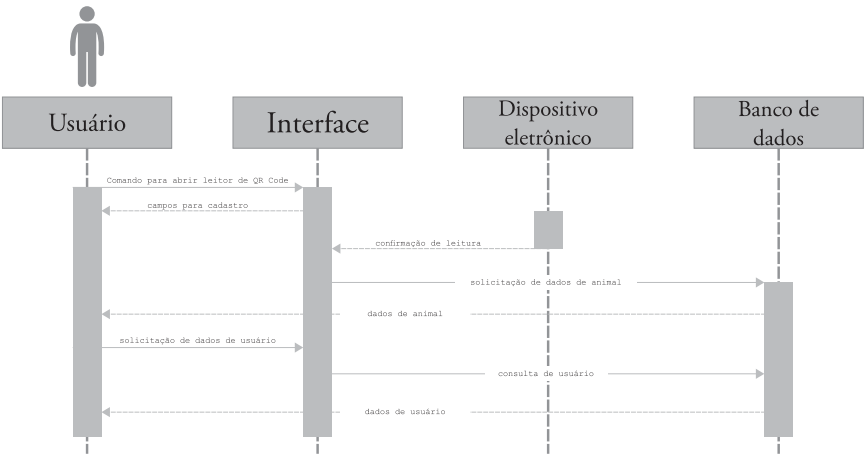 Usuário
Interface
Dispositivo
eletrônico
Banco de
dados
Comando para abrir leitor de QR Code
campos para cadastro
confirmação de leitura
solicitação de dados de animal
dados de animal
solicitação de dados de usuário
consulta de usuário
dados de usuário